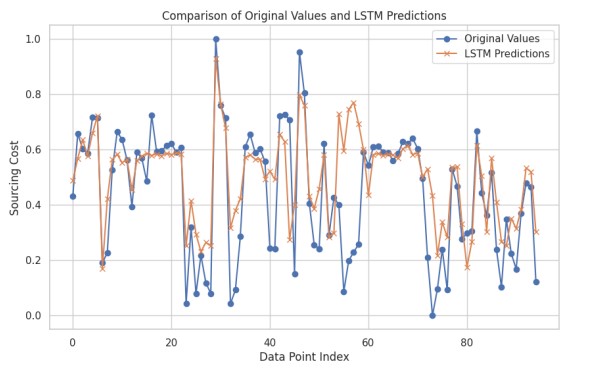 Comparison of Original Values and LSTM Predictions
Original Values
LSTM Predictions
Sourcing Cost
1.0
0.8
0.6
0.4
0.2
0.0
0
20
40
60
80
Data Point Index